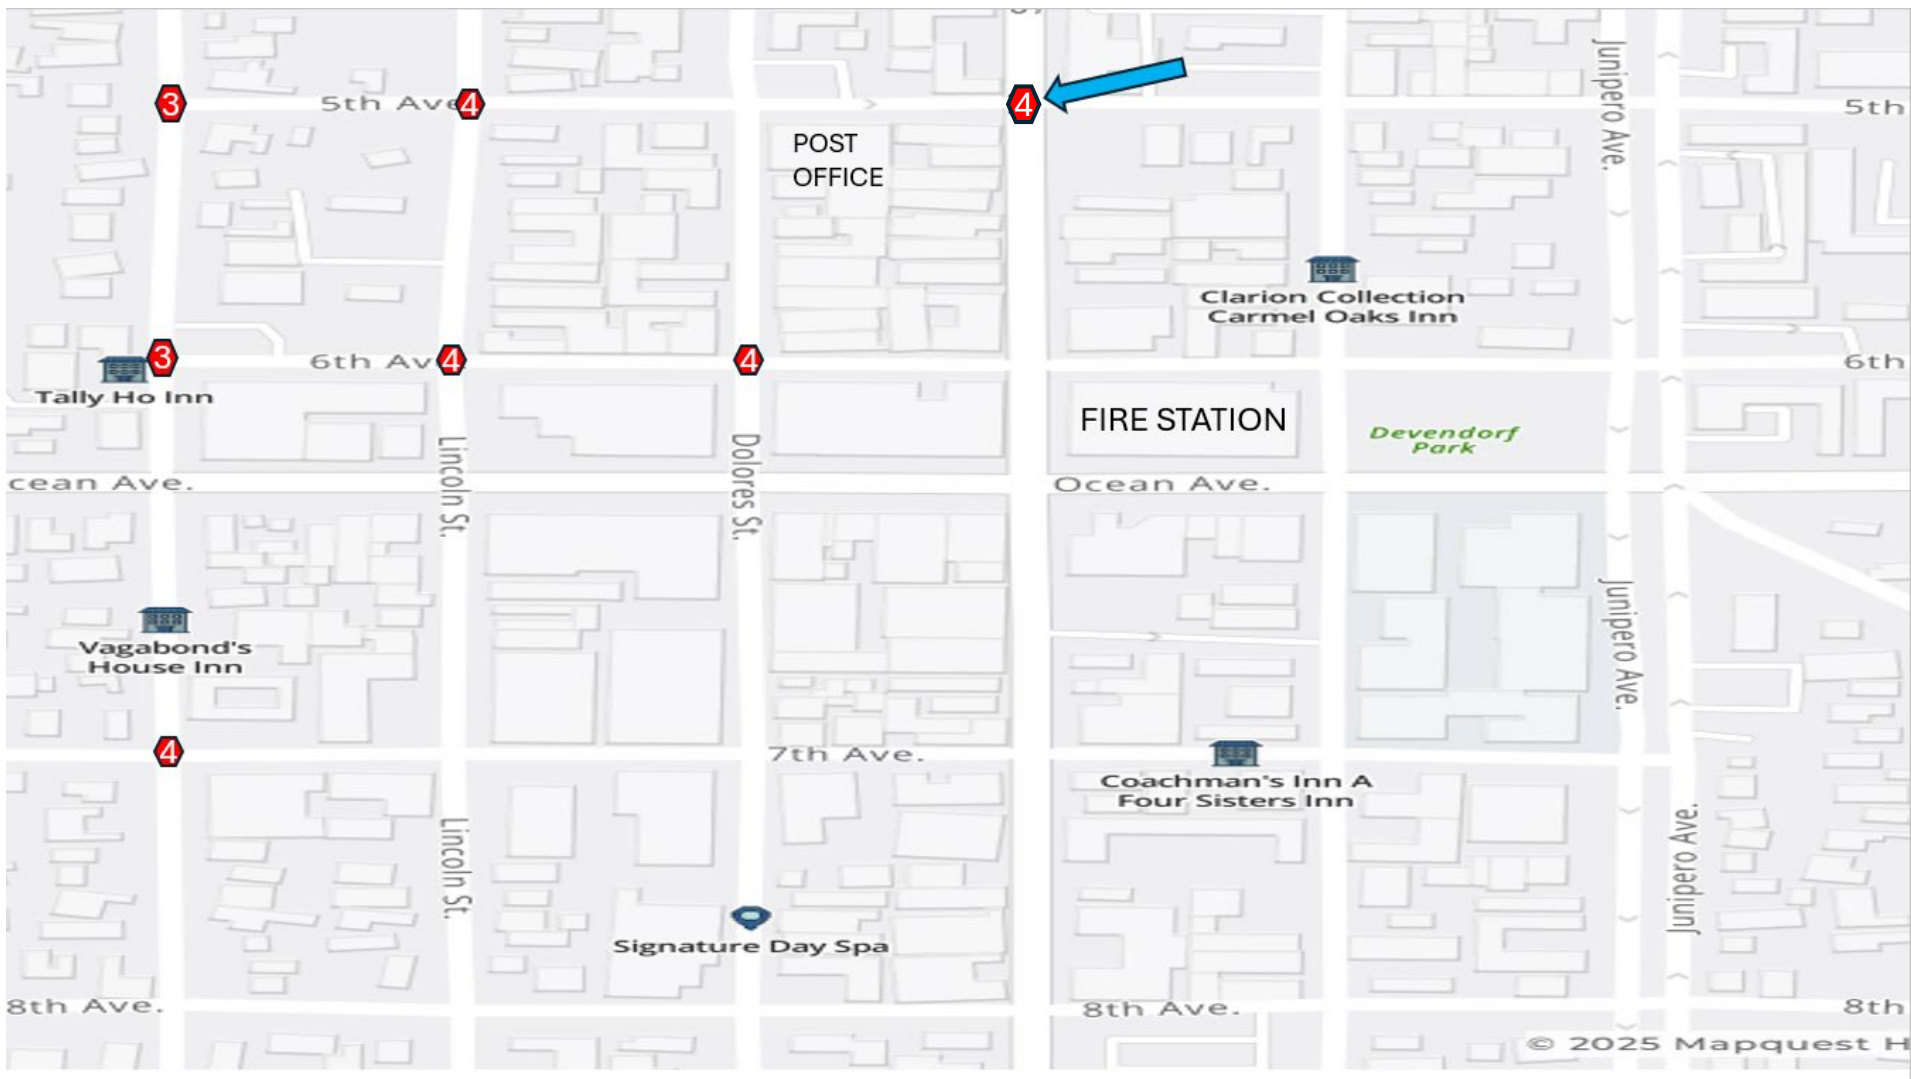 Junipero Ave.
3
5th Ave
4
4
5th
POST
OFFICE
Clarion Collection
Carmel Oaks Inn
3
6th Av
4
4
6th
Tally Ho Inn
FIRE STATION
Devendorf
Park
Lincoln St.
Dolores St.
cean Ave.
Ocean Ave.
Junipero Ave.
Vagabond's
House Inn
4
7th Ave.
Coachman's Inn A
Four Sisters Inn
Lincoln St.
Junipero Ave.
Signature Day Spa
8th Ave.
8th Ave.
8th
© 2025 Mapquest H